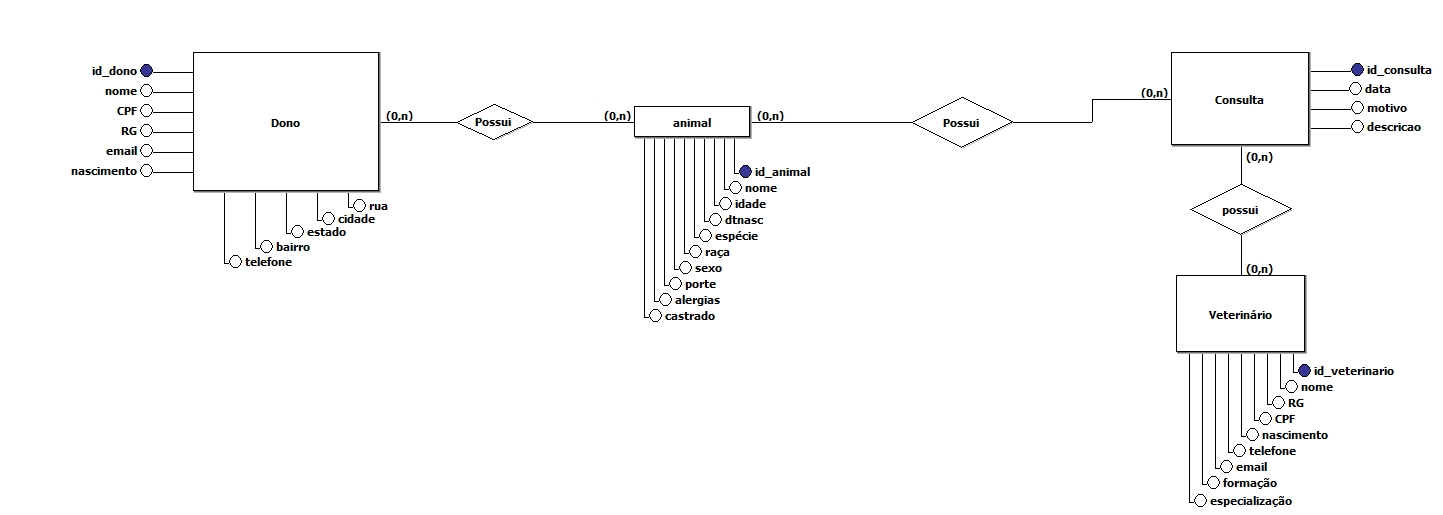 id_dono
nome
CPF
RG
email
nascimento
Dono
rua
cidade
estado
bairro
telefone
(0,n)
Possui
(0,n)
animal
(0,n)
id_animal
nome
idade
dtnasc
espécie
raça
sexo
porte
alergias
castrado
Possui
(0,n)
Consulta
id_consulta
data
motivo
descricao
(0,n)
possui
(0,n)
Veterinário
id_veterinario
nome
RG
CPF
nascimento
telefone
email
formação
especialização